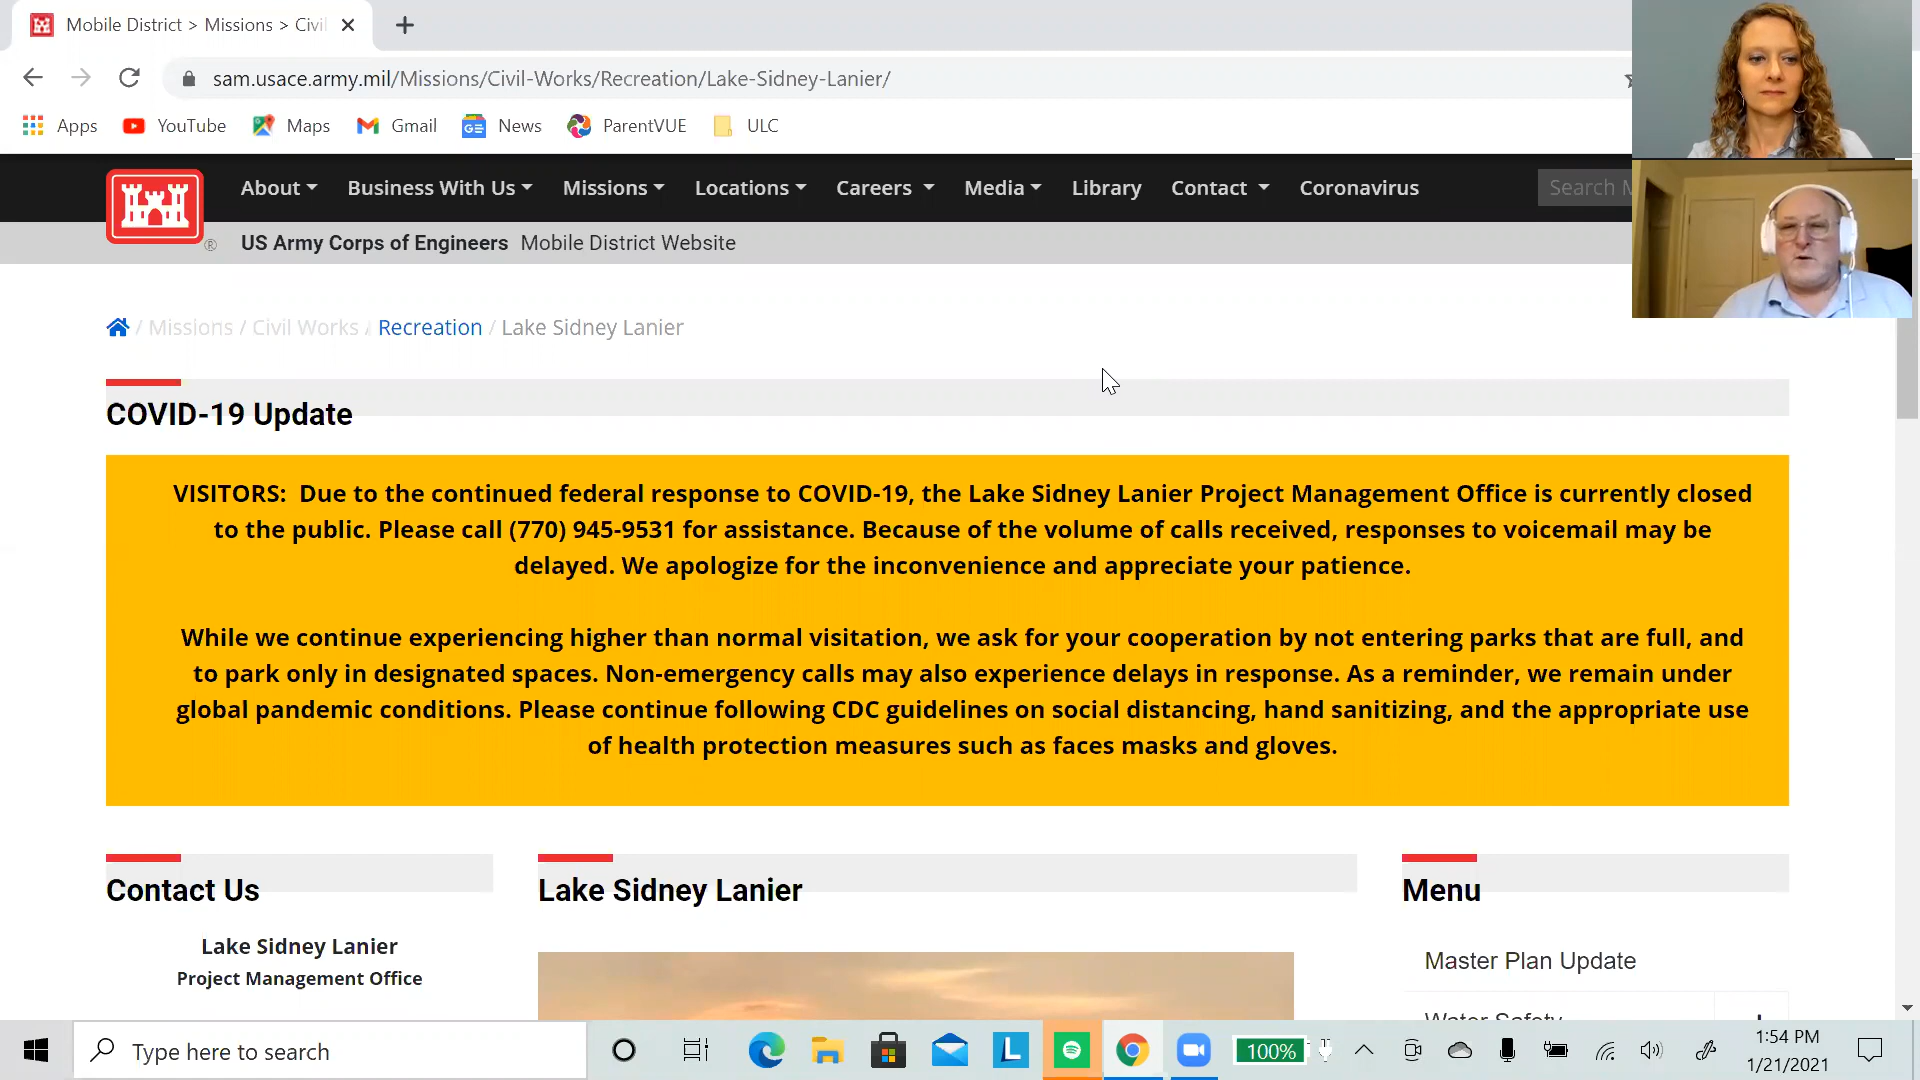 Mobile District > Missions > Civil
sam.usace.army.mil/Missions/Civil-Works/Recreation/Lake-Sidney-Lanier/
Apps YouTube Maps Gmail News ParentVUE ULC
About Business With Us Missions Locations Careers Media Library Contact Coronavirus Search
US Army Corps of Engineers Mobile District Website
/ Missions / Civil Works / Recreation / Lake Sidney Lanier
COVID-19 Update
VISITORS: Due to the continued federal response to COVID-19, the Lake Sidney Lanier Project Management Office is currently closed
to the public. Please call (770) 945-9531 for assistance. Because of the volume of calls received, responses to voicemail may be
delayed. We apologize for the inconvenience and appreciate your patience.
While we continue experiencing higher than normal visitation, we ask for your cooperation by not entering parks that are full, and
to park only in designated spaces. Non-emergency calls may also experience delays in response. As a reminder, we remain under
global pandemic conditions. Please continue following CDC guidelines on social distancing, hand sanitizing, and the appropriate use
of health protection measures such as faces masks and gloves.
Contact Us
Lake Sidney Lanier
Project Management Office
Lake Sidney Lanier
Menu
Master Plan Update
Water Safety
Type here to search
100%
1:54 PM
1/21/2021